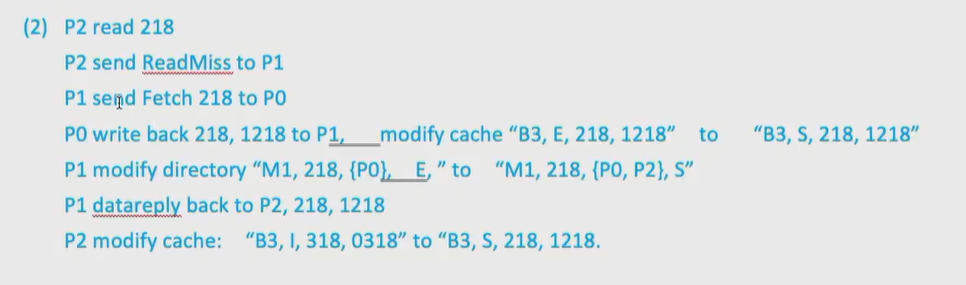 (2) P2 read 218
P2 send ReadMiss to P1
P1 send Fetch 218 to P0
P0 write back 218, 1218 to P1,__modify cache “B3, E, 218, 1218” to “B3, S, 218, 1218”
P1 modify directory “M1, 218, {P0},__E, ” to “M1, 218, {P0, P2}, S”
P1 datareply back to P2, 218, 1218
P2 modify cache: “B3, I, 318, 0318” to “B3, S, 218, 1218.